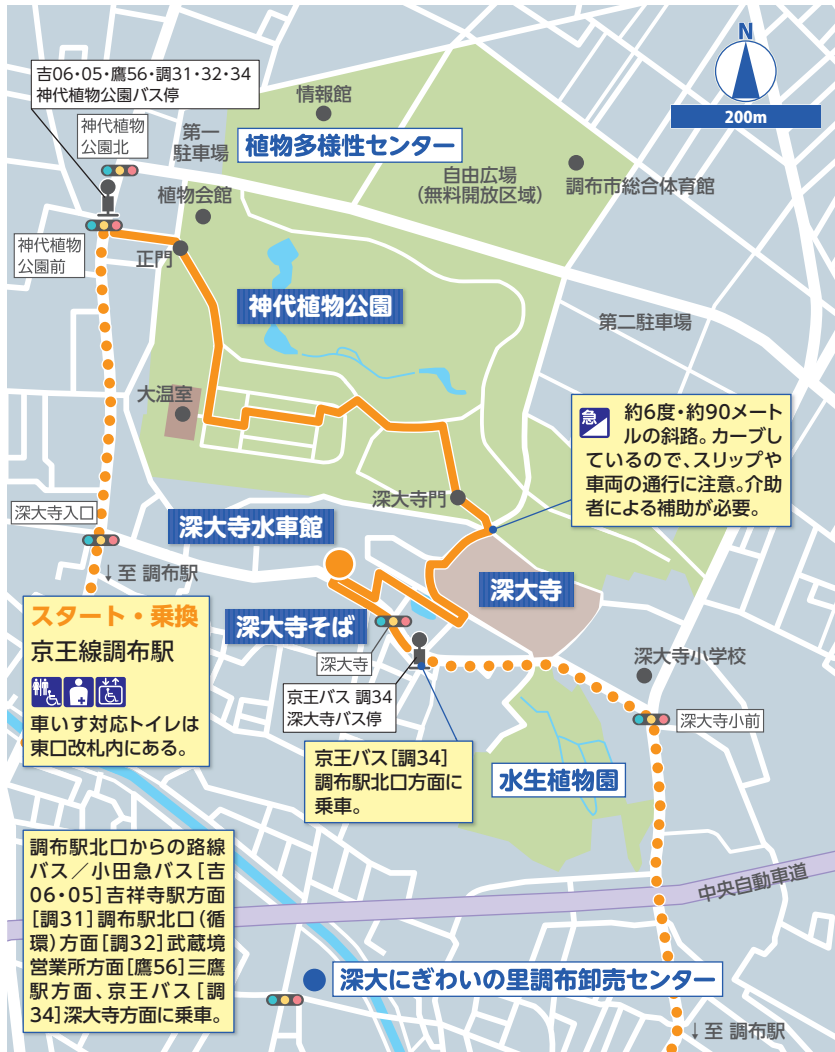 吉06・05・鷹56・調31・32・34
神代植物公園バス停
神代植物
公園北
第一
駐車場
情報館
植物多様性センター
N
200m
自由広場
(無料開放区域)
調布市総合体育館
植物会館
神代植物
公園前
正門
神代植物公園
第二駐車場
大温室
急
約6度・約90メート
ルの斜路。カーブし
ているので、スリップや
車両の通行に注意。介助
者による補助が必要。
深大寺門
深大寺入口
深大寺水車館
↓至 調布駅
深大寺
スタート・乗換
京王線調布駅
車いす対応トイレは
東口改札内にある。
深大寺そば
深大寺
京王バス 調34
深大寺バス停
深大寺小学校
深大寺小前
京王バス[調34]
調布駅北口方面に
乗車。
水生植物園
調布駅北口からの路線
バス／小田急バス[吉
06・05]吉祥寺駅方面
[調31]調布駅北口(循
環)方面[調32]武蔵境
営業所方面[鷹56]三鷹
駅方面、京王バス[調
34]深大寺方面に乗車。
中央自動車道
深大にぎわいの里調布卸売センター
↓至 調布駅